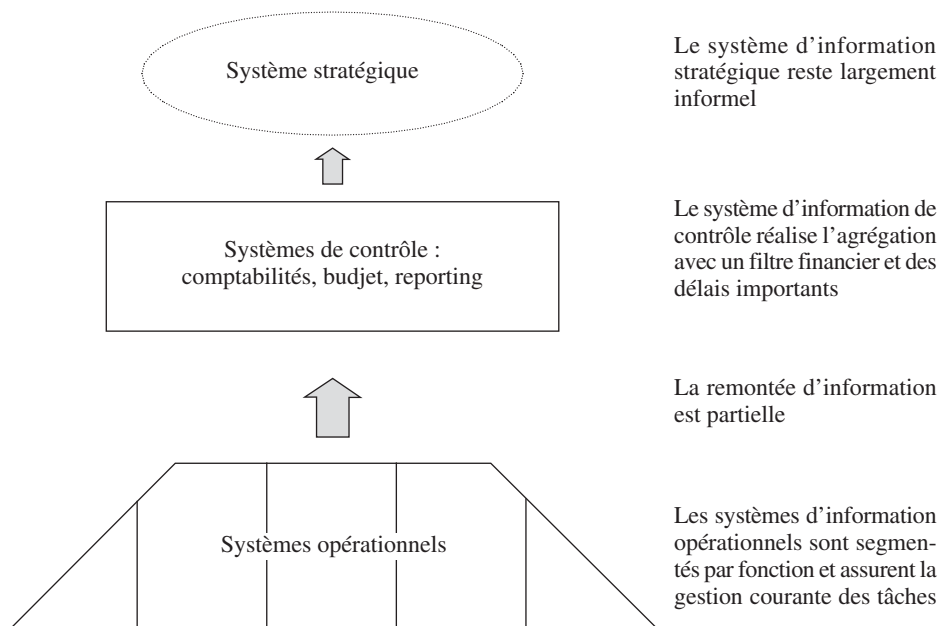 Système stratégique
Le système d’information
stratégique reste largement
informel
Systèmes de contrôle :
comptabilités, budget, reporting
Le système d’information de
contrôle réalise l’agrégation
avec un filtre financier et des
délais importants
La remontée d’information
est partielle
Systèmes opérationnels
Les systèmes d’information
opérationnels sont segmen-
tés par fonction et assurent la
gestion courante des tâches